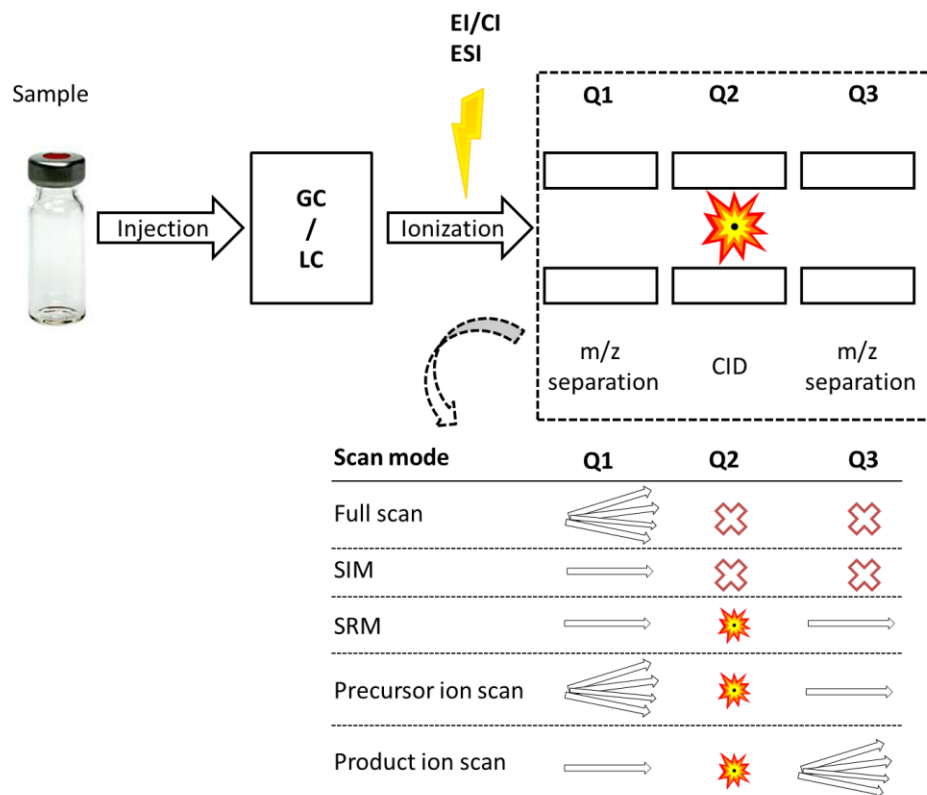 EI/CI
ESI
Sample
Q1 Q2 Q3
Injection
GC
/
LC
Ionization
m/z
separation
CID
m/z
separation
Scan mode Q1 Q2 Q3
Full scan
SIM
SRM
Precursor ion scan
Product ion scan